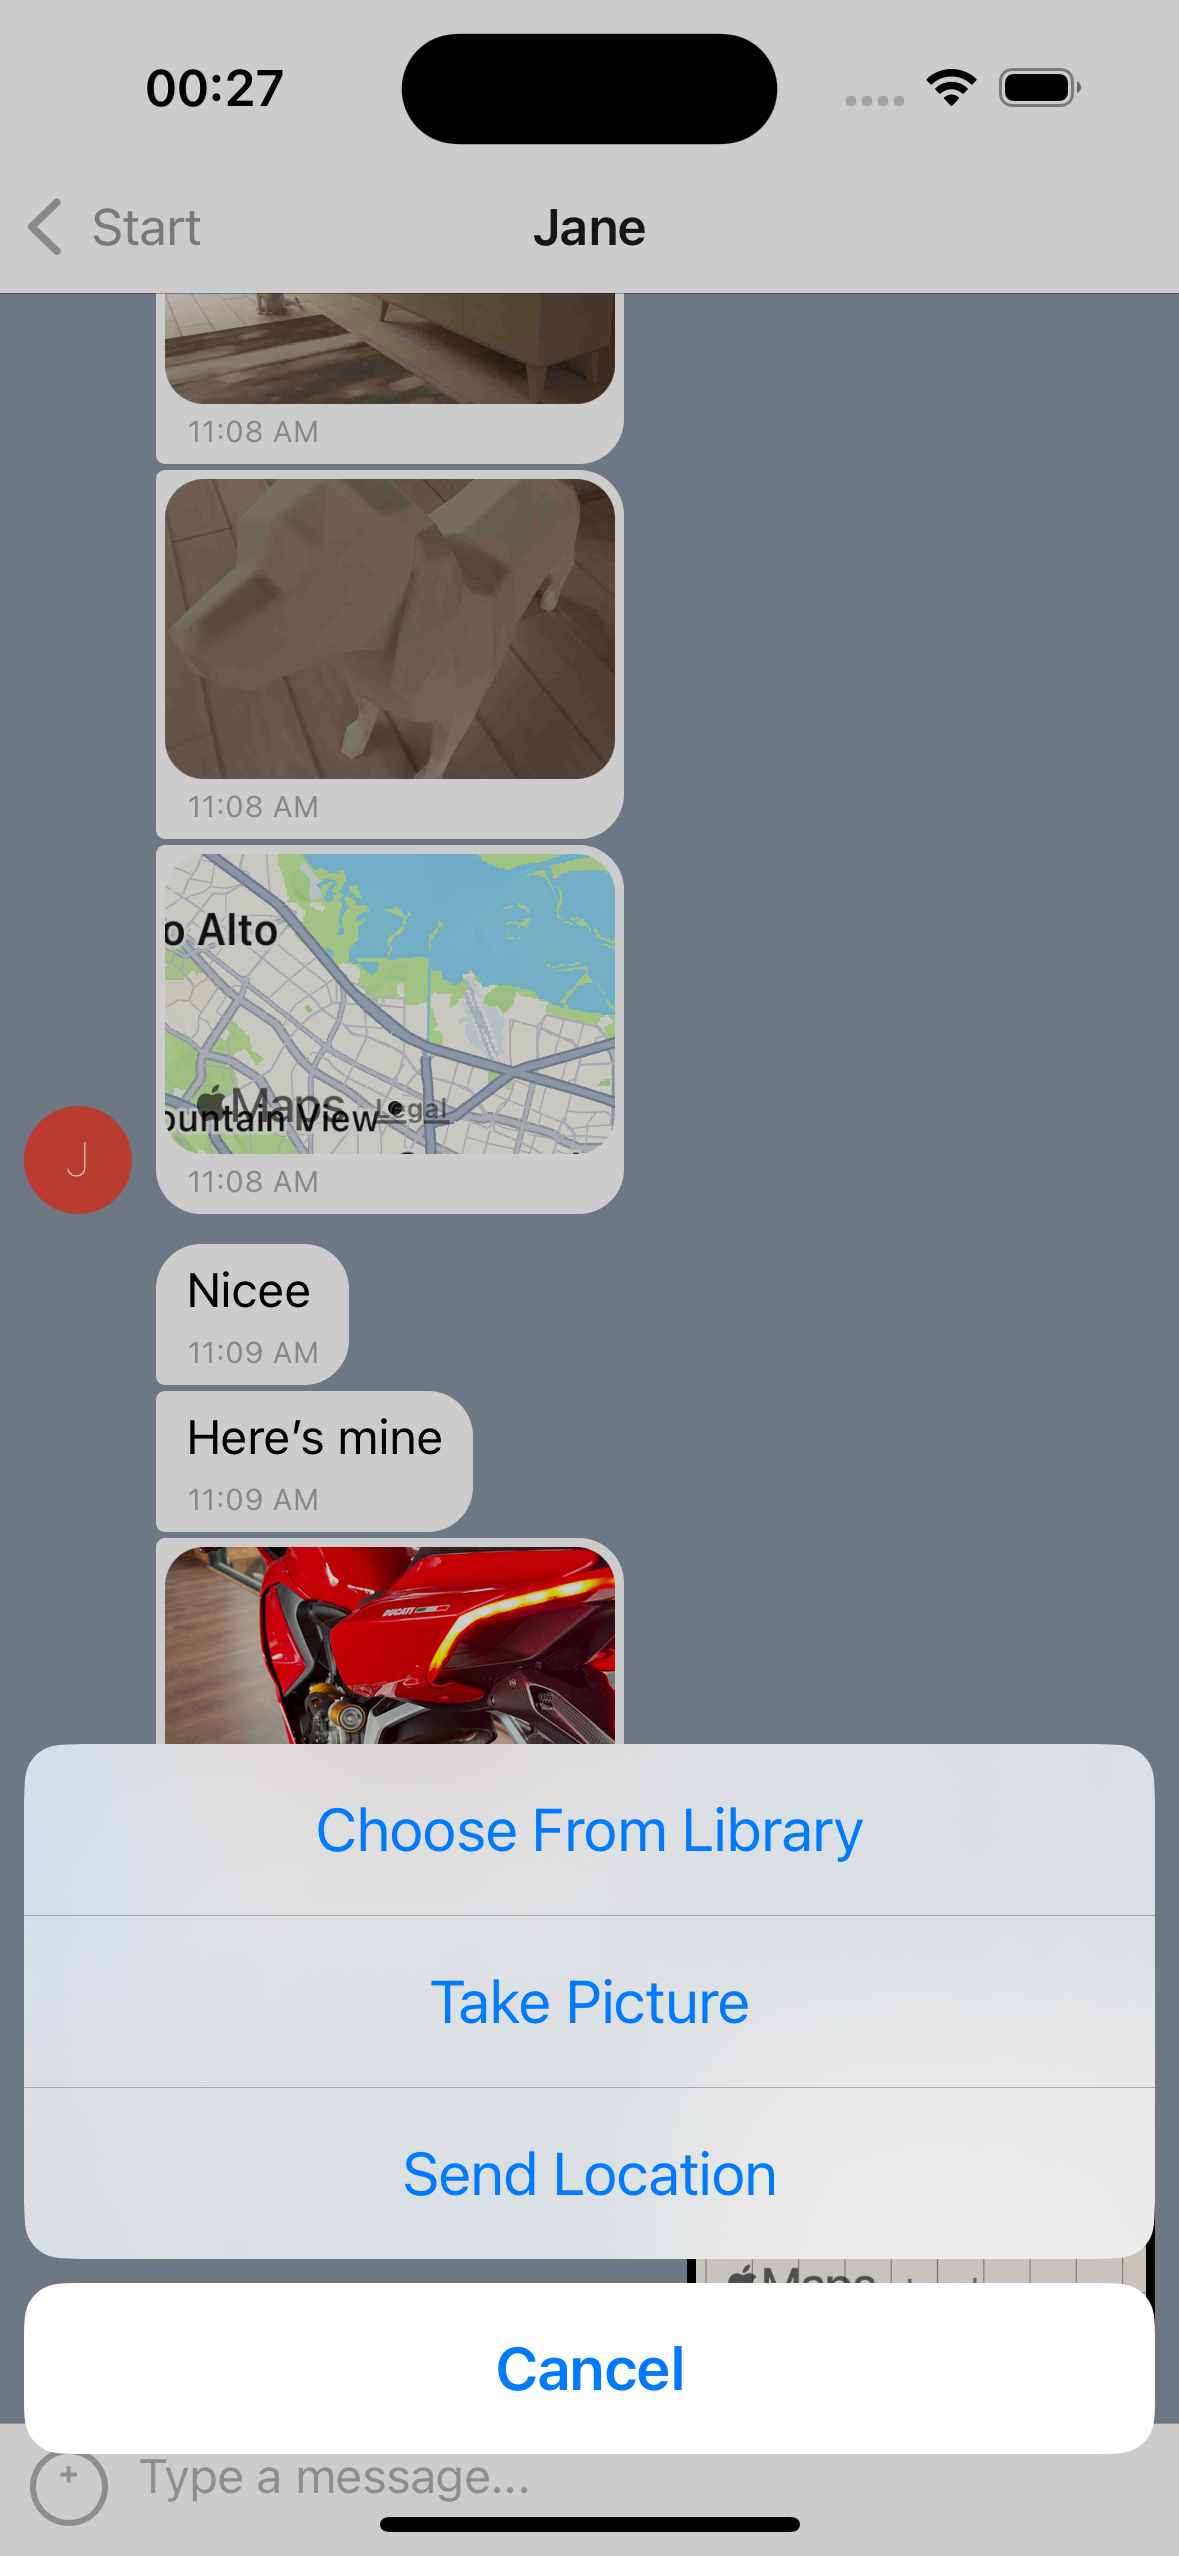 00:27
Start
Jane
11:08 AM
11:08 AM
o Alto
Maps
Legal
ountain View
11:08 AM
J
Nicee
11:09 AM
Here’s mine
11:09 AM
DUCATI
Choose From Library
Take Picture
Send Location
Maps
Cancel
+
Type a message...